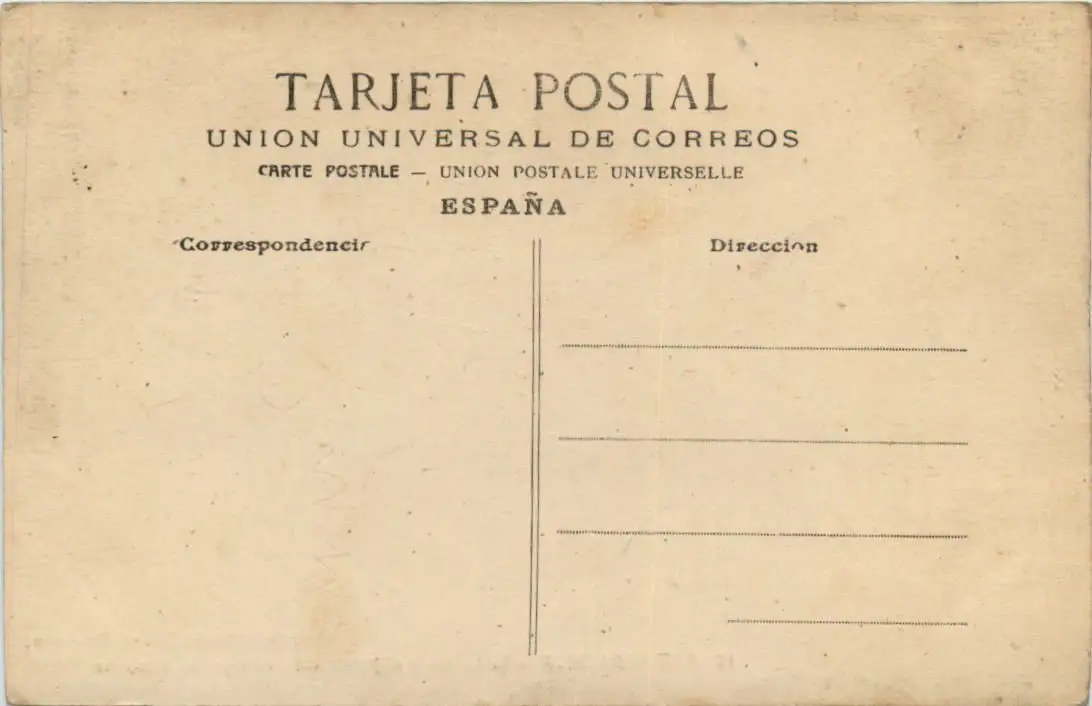 TARJETA POSTAL
UNION UNIVERSAL DE CORREOS
CARTE POSTALE — UNION POSTALE UNIVERSELLE
ESPAÑA
Correspondencia
Direccion